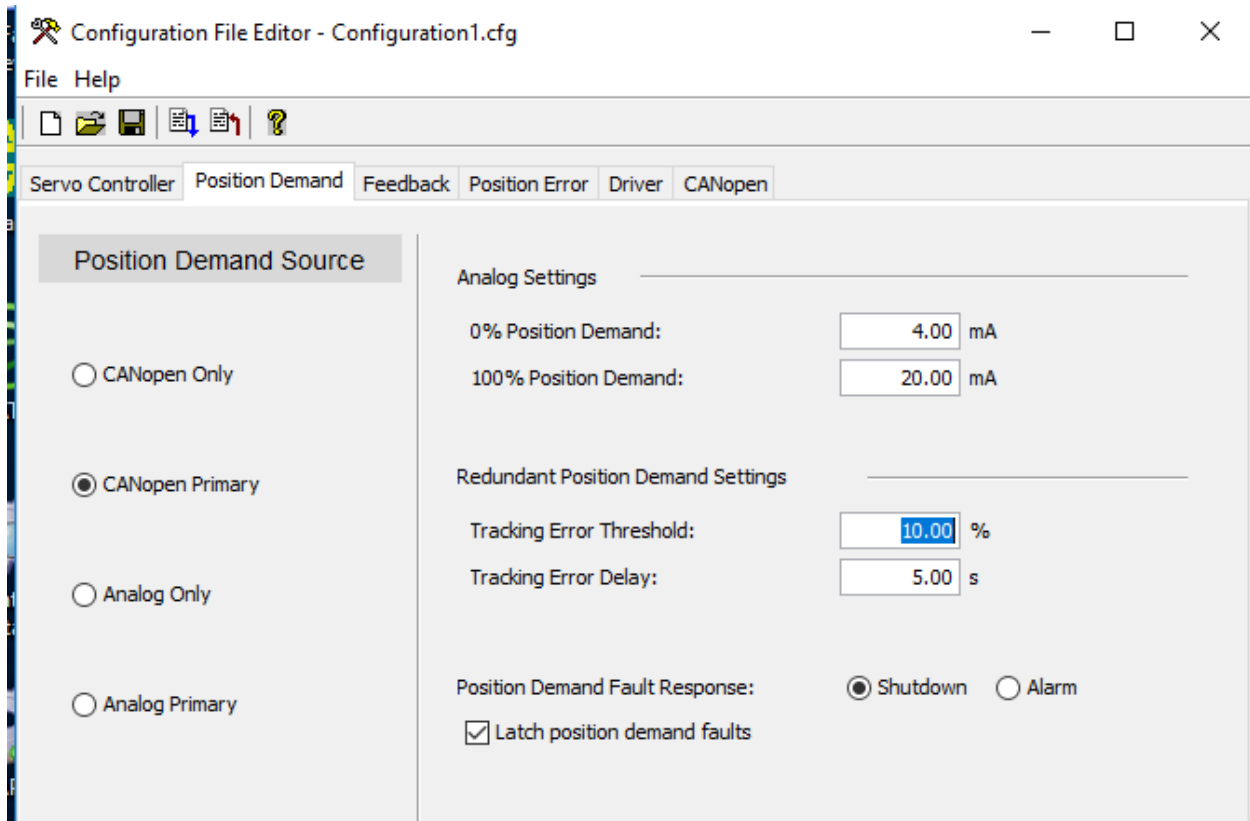 Configuration File Editor - Configuration1.cfg
File Help
Servo Controller Position Demand Feedback Position Error Driver CANopen
Position Demand Source
CANopen Only
CANopen Primary
Analog Only
Analog Primary
Analog Settings
0% Position Demand: 4.00 mA
100% Position Demand: 20.00 mA
Redundant Position Demand Settings
Tracking Error Threshold: 10.00 %
Tracking Error Delay: 5.00 s
Position Demand Fault Response: Shutdown Alarm
Latch position demand faults